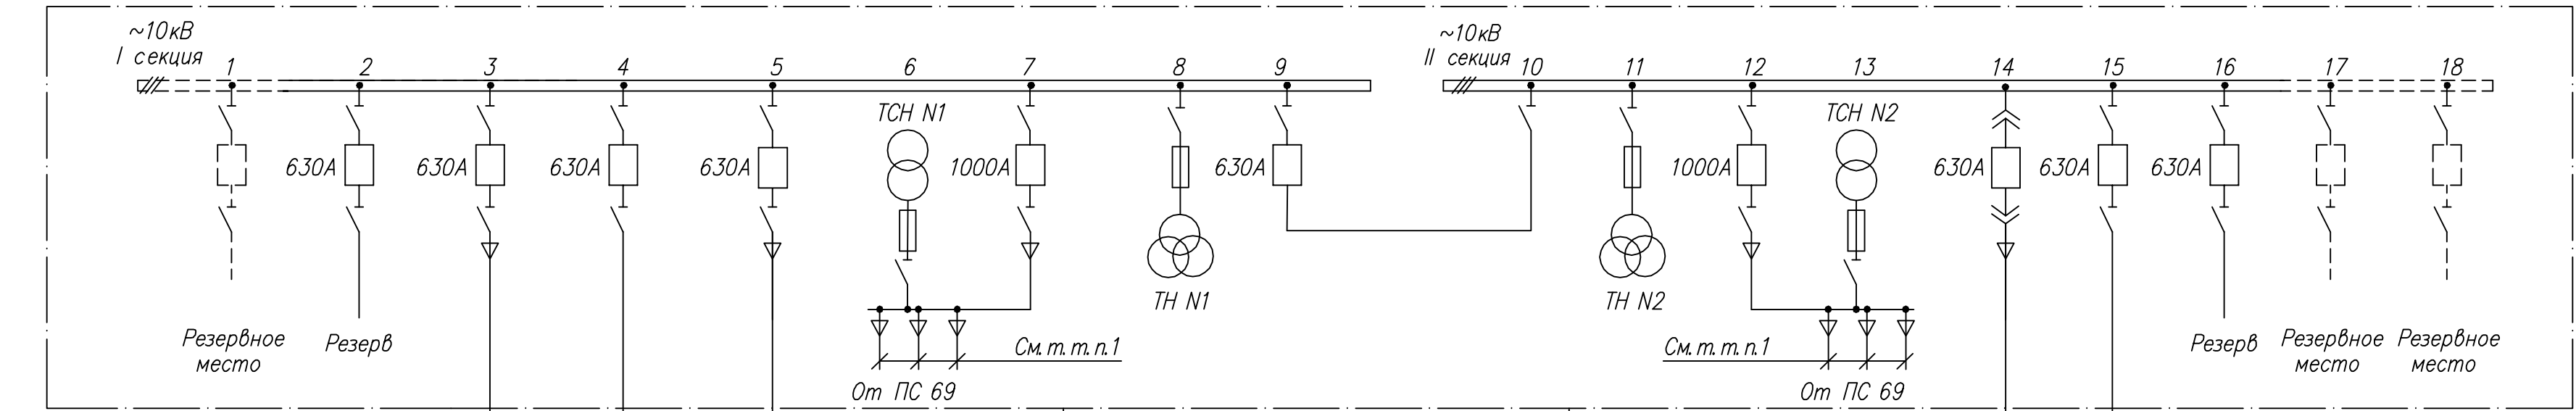 ~10кВ
I секция
1 2 3 4 5 6 7 8 9
~10кВ
II секция
10 11 12 13 14 15 16 17 18
ТСН N1
ТСН N2
630А 630А 630А 630А 1000А 630А 1000А 630А 630А 630А
ТН N1
ТН N2
Резервное
место
Резерв
См. т. т. п. 1
От ПС 69
См. т. т. п. 1
От ПС 69
Резерв
Резервное
место
Резервное
место